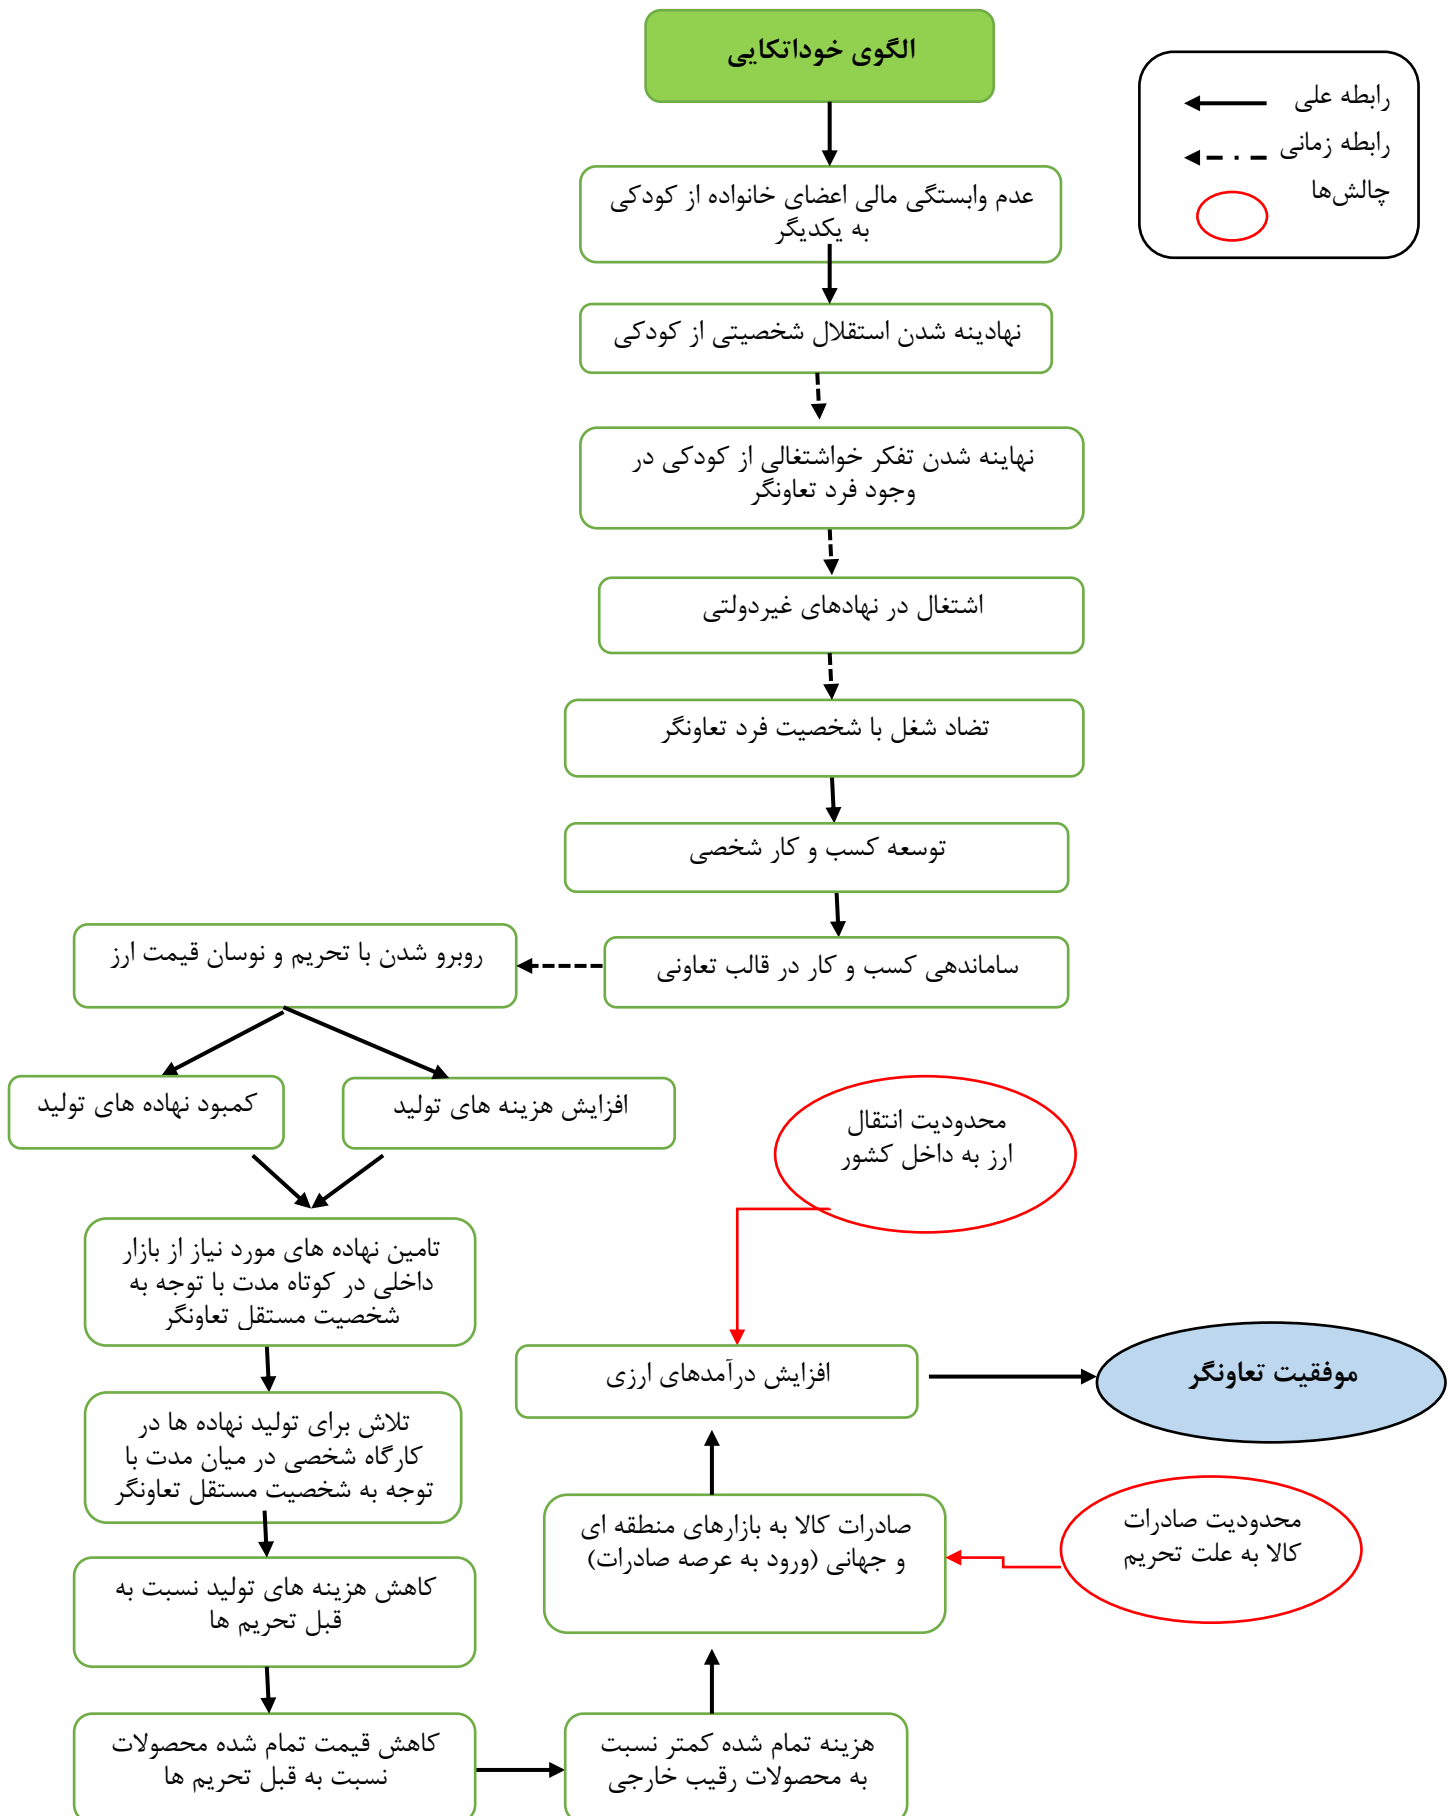 الگوی خوداتکایی
رابطه علی
رابطه زمانی
چالش‌ها
عدم وابستگی مالی اعضای خانواده از کودکی
به یکدیگر
نهادینه شدن استقلال شخصیتی از کودکی
نهاینه شدن تفکر خواشتغالی از کودکی در
وجود فرد تعاونگر
اشتغال در نهادهای غیردولتی
تضاد شغل با شخصیت فرد تعاونگر
توسعه کسب و کار شخصی
ساماندهی کسب و کار در قالب تعاونی
روبرو شدن با تحریم و نوسان قیمت ارز
افزایش هزینه های تولید
کمبود نهاده های تولید
تامین نهاده های مورد نیاز از بازار
داخلی در کوتاه مدت با توجه به
شخصیت مستقل تعاونگر
تلاش برای تولید نهاده ها در
کارگاه شخصی در میان مدت با
توجه به شخصیت مستقل تعاونگر
کاهش هزینه های تولید نسبت به
قبل تحریم ها
کاهش قیمت تمام شده محصولات
نسبت به قبل تحریم ها
هزینه تمام شده کمتر نسبت
به محصولات رقیب خارجی
صادرات کالا به بازارهای منطقه ای
و جهانی (ورود به عرصه صادرات)
محدودیت صادرات
کالا به علت تحریم
افزایش درآمدهای ارزی
محدودیت انتقال
ارز به داخل کشور
موفقیت تعاونگر